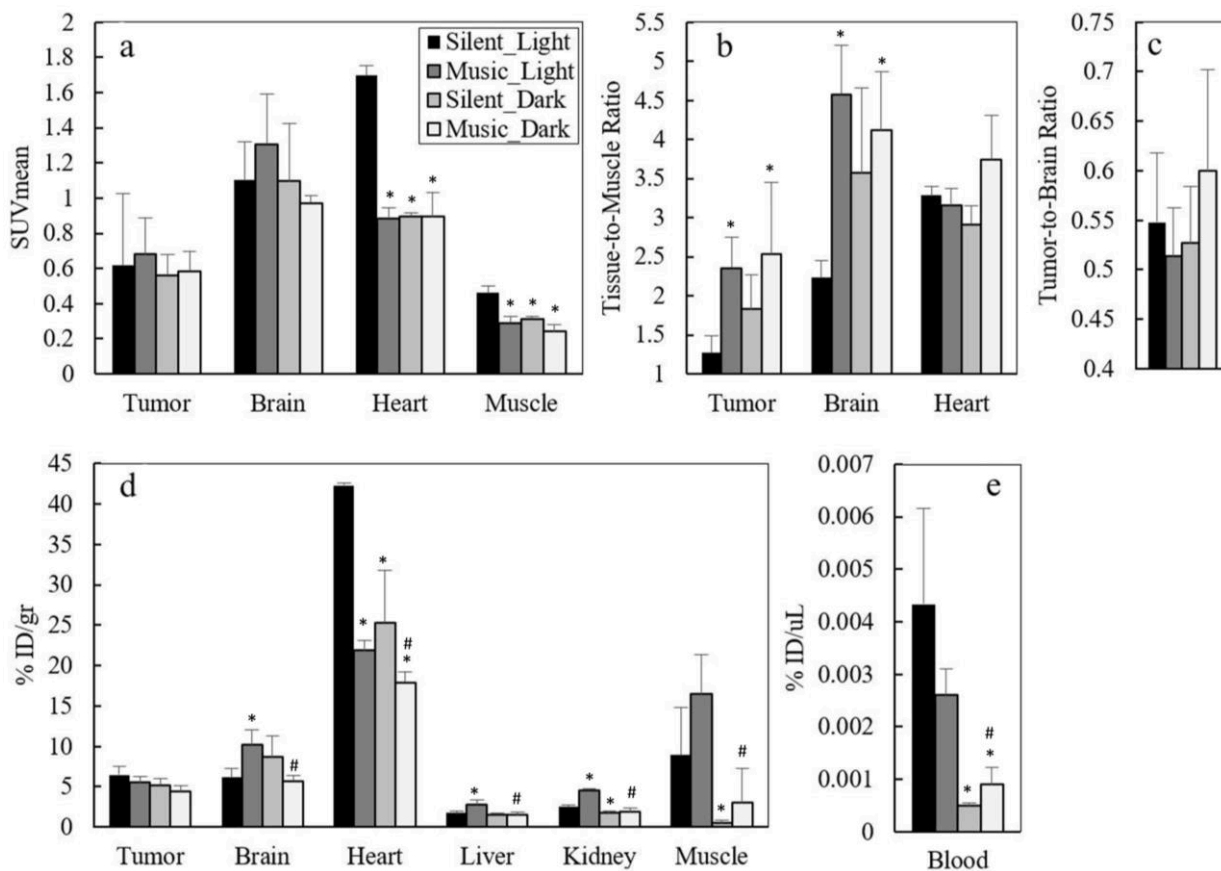 a
2
1.8
1.6
1.4
1.2
1
0.8
0.6
0.4
0.2
0
SUVmean
Silent_Light
Music_Light
Silent_Dark
Music_Dark
* * *
* * *
Tumor Brain Heart Muscle
b
5.5
5
4.5
4
3.5
3
2.5
2
1.5
1
Tissue-to-Muscle Ratio
* *
* *
Tumor Brain Heart
c
0.75
0.7
0.65
0.6
0.55
0.5
0.45
0.4
Tumor-to-Brain Ratio
d
45
40
35
30
25
20
15
10
5
0
% ID/gr
* #
* * # *
* #
* * #
* #
Tumor Brain Heart Liver Kidney Muscle
e
0.007
0.006
0.005
0.004
0.003
0.002
0.001
0
% ID/uL
* # *
Blood